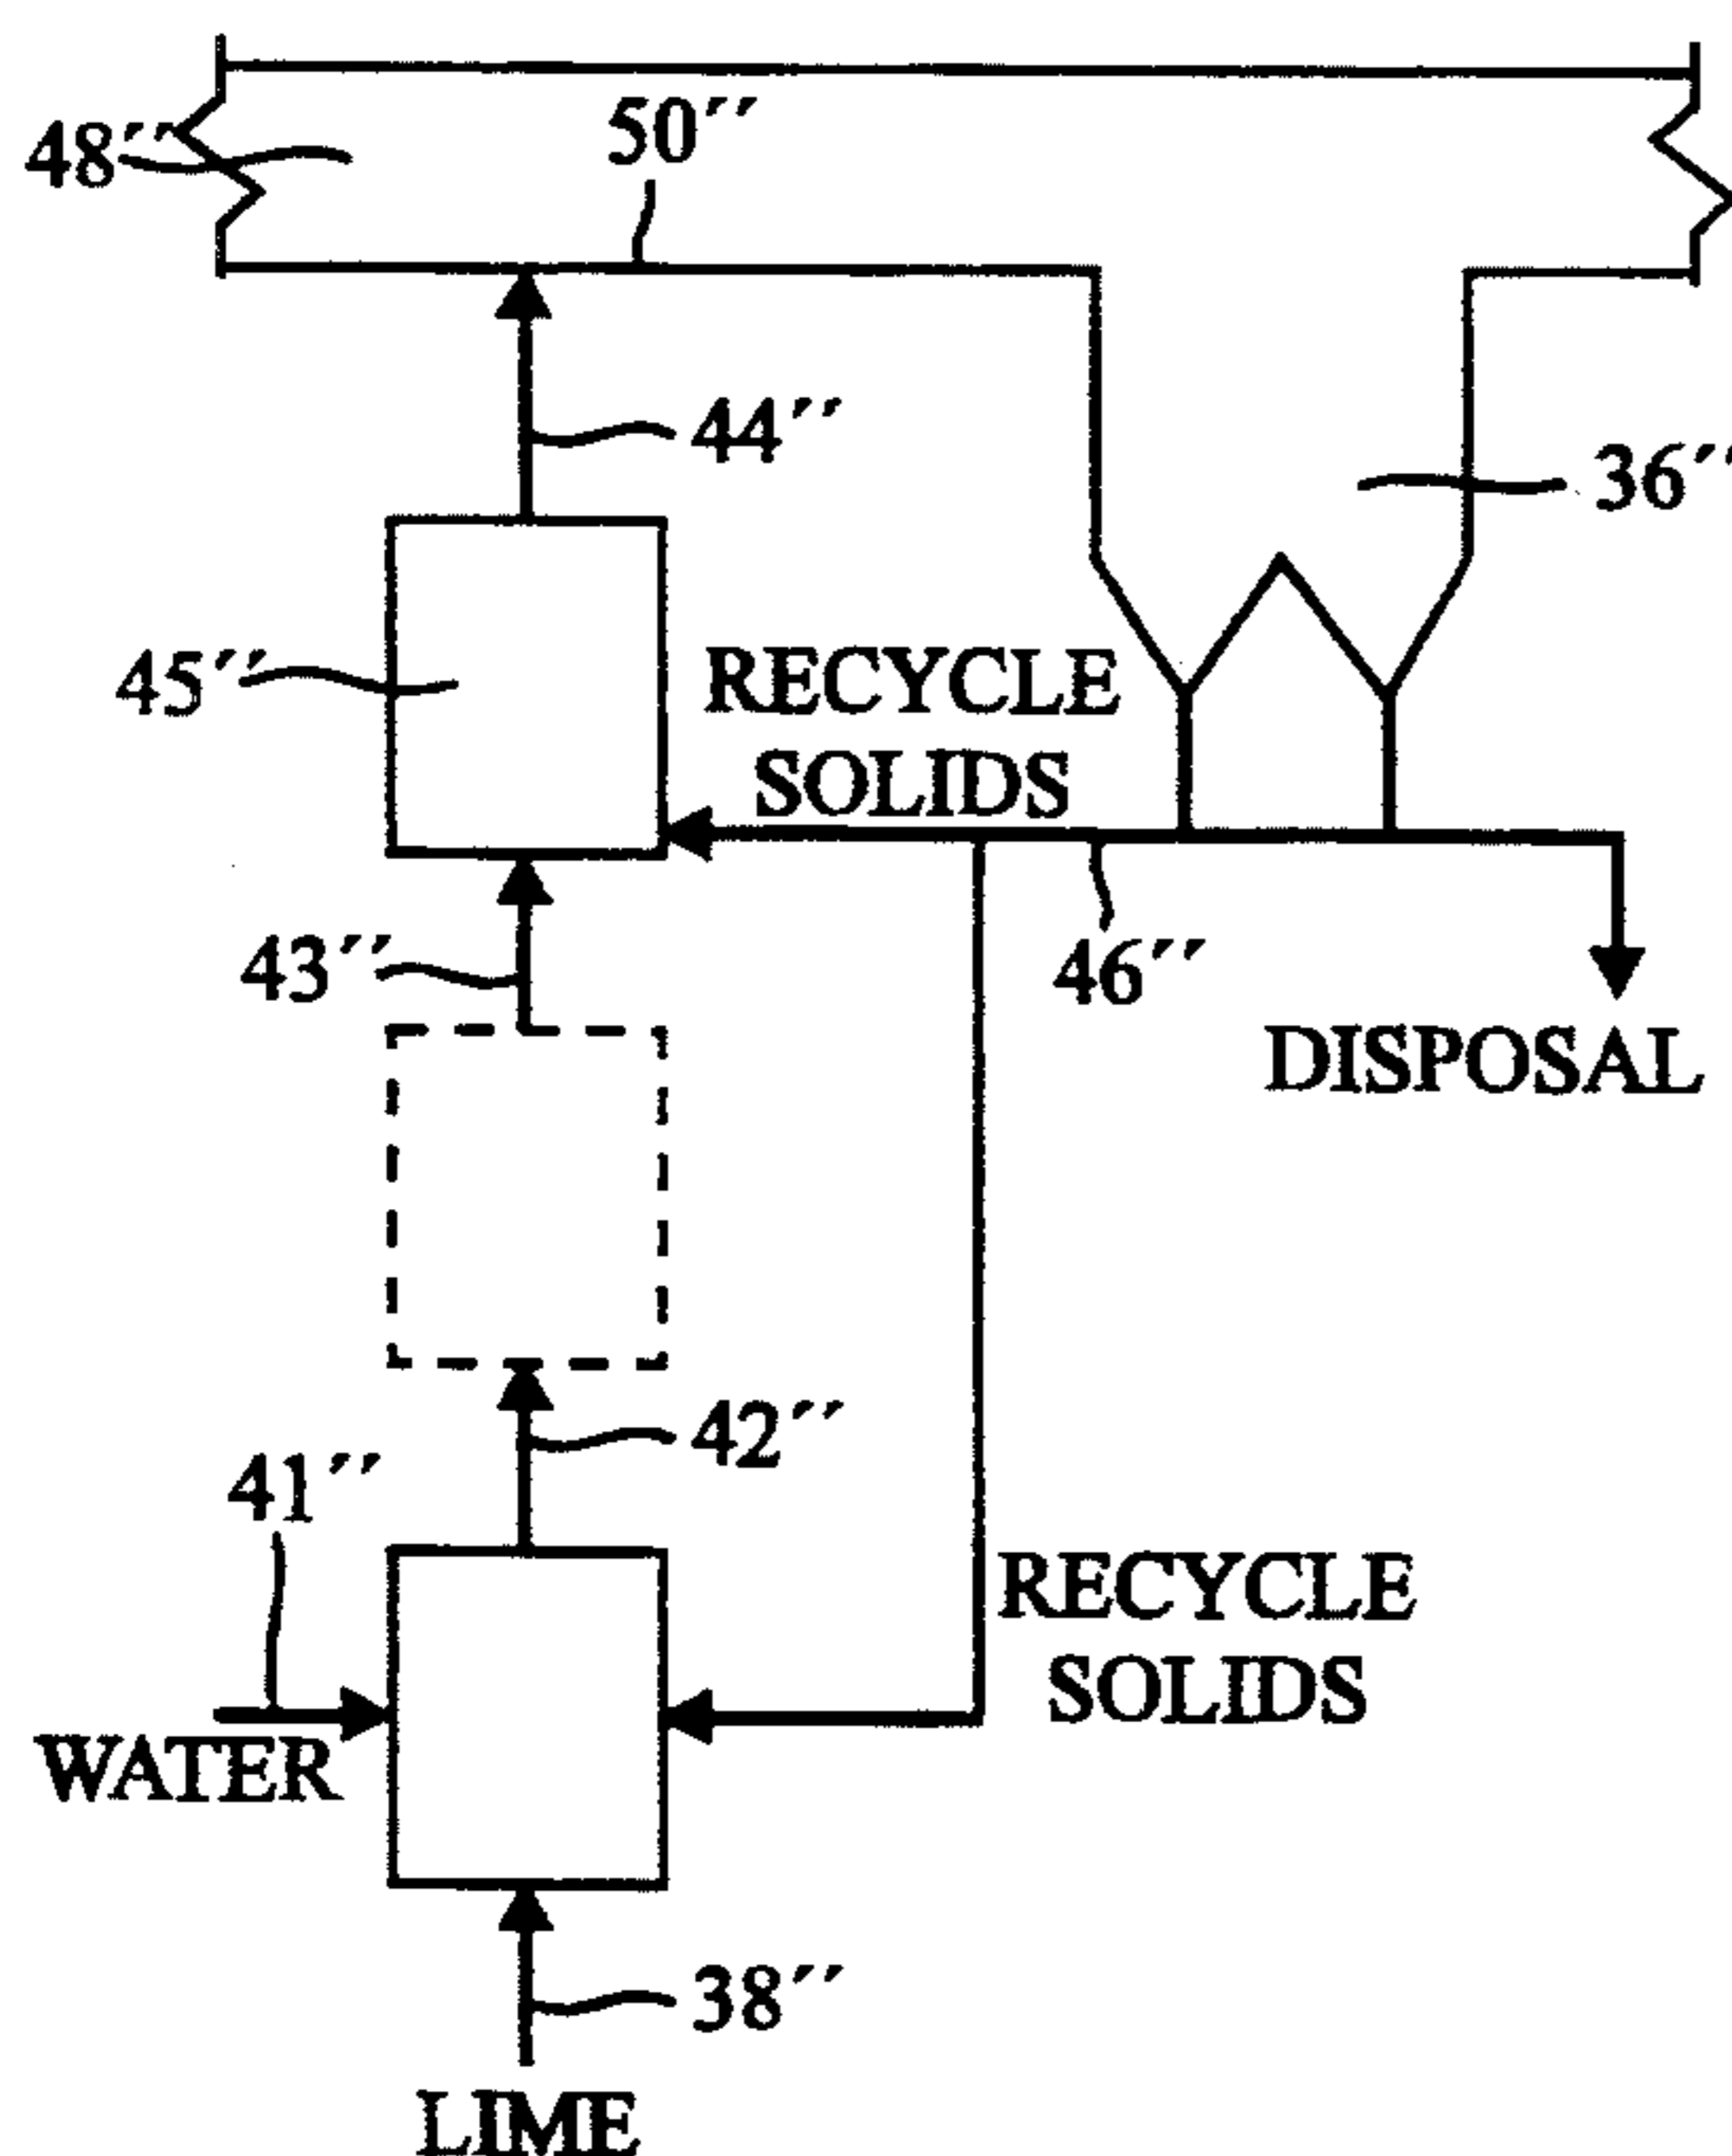 50′′
48′′
44′′
36′′
45′′
RECYCLE
SOLIDS
43′′
46′′
DISPOSAL
42′′
41′′
RECYCLE
SOLIDS
WATER
38′′
LIME